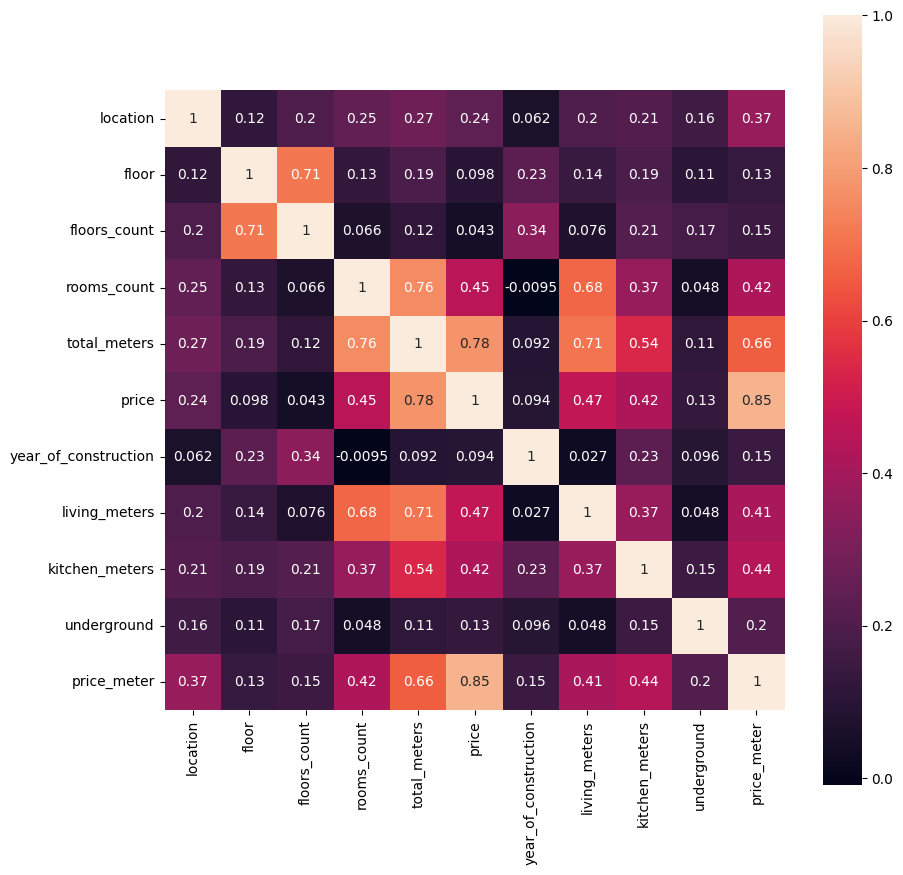 1.0
location 1 0.12 0.2 0.25 0.27 0.24 0.062 0.2 0.21 0.16 0.37
floor 0.12 1 0.71 0.13 0.19 0.098 0.23 0.14 0.19 0.11 0.13
0.8
floors_count 0.2 0.71 1 0.066 0.12 0.043 0.34 0.076 0.21 0.17 0.15
rooms_count 0.25 0.13 0.066 1 0.76 0.45 -0.0095 0.68 0.37 0.048 0.42
0.6
total_meters 0.27 0.19 0.12 0.76 1 0.78 0.092 0.71 0.54 0.11 0.66
price 0.24 0.098 0.043 0.45 0.78 1 0.094 0.47 0.42 0.13 0.85
year_of_construction 0.062 0.23 0.34 -0.0095 0.092 0.094 1 0.027 0.23 0.096 0.15
0.4
living_meters 0.2 0.14 0.076 0.68 0.71 0.47 0.027 1 0.37 0.048 0.41
kitchen_meters 0.21 0.19 0.21 0.37 0.54 0.42 0.23 0.37 1 0.15 0.44
underground 0.16 0.11 0.17 0.048 0.11 0.13 0.096 0.048 0.15 1 0.2
0.2
price_meter 0.37 0.13 0.15 0.42 0.66 0.85 0.15 0.41 0.44 0.2 1
0.0
location
floor
floors_count
rooms_count
total_meters
price
year_of_construction
living_meters
kitchen_meters
underground
price_meter